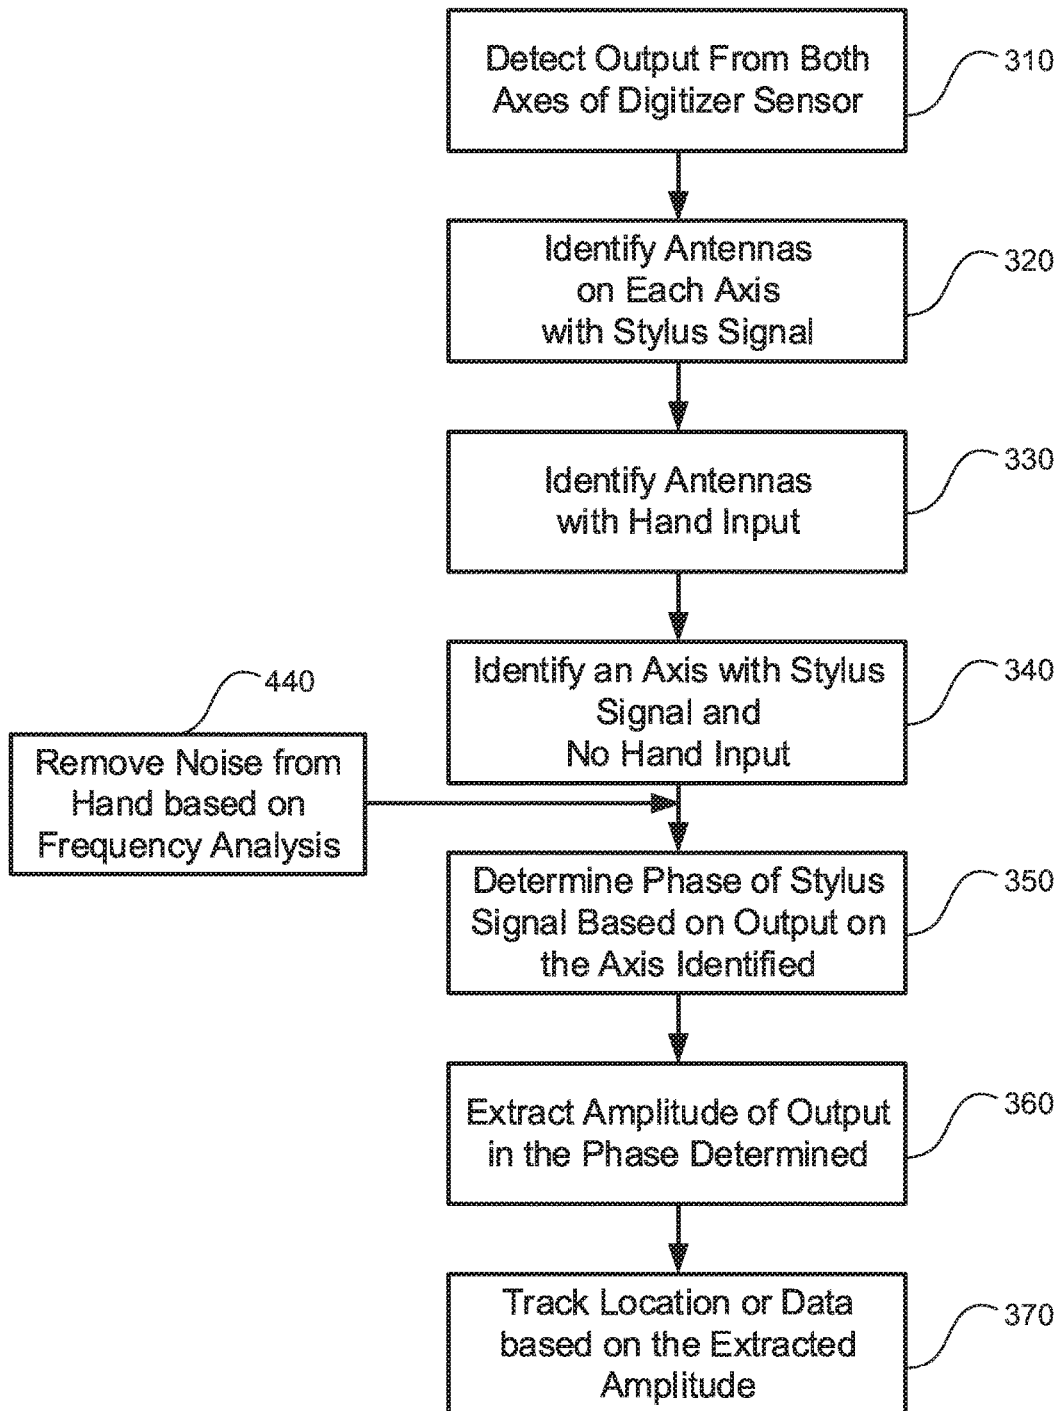 Detect Output From Both
Axes of Digitizer Sensor
310
Identify Antennas
on Each Axis
with Stylus Signal
320
Identify Antennas
with Hand Input
330
Identify an Axis with Stylus
Signal and
No Hand Input
340
440
Remove Noise from
Hand based on
Frequency Analysis
Determine Phase of Stylus
Signal Based on Output on
the Axis Identified
350
Extract Amplitude of Output
in the Phase Determined
360
Track Location or Data
based on the Extracted
Amplitude
370